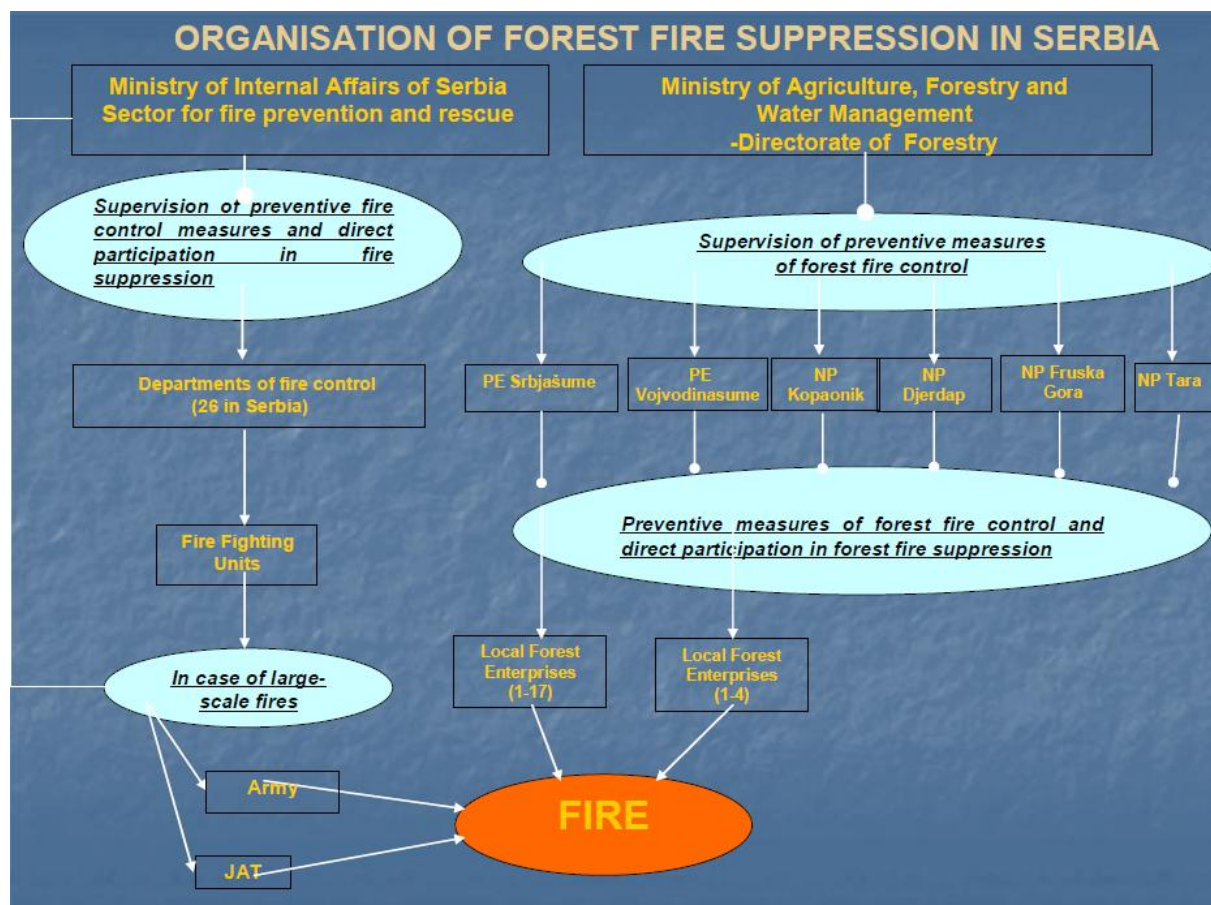 ORGANISATION OF FOREST FIRE SUPPRESSION IN SERBIA
Ministry of Internal Affairs of Serbia
Sector for fire prevention and rescue
Ministry of Agriculture, Forestry and
Water Management
-Directorate of Forestry
Supervision of preventive fire
control measures and direct
participation in fire
suppression
Supervision of preventive measures
of forest fire control
Departments of fire control
(26 in Serbia)
PE Srbjašume
PE
Vojvodinasume
NP
Kopaonik
NP
Djerdap
NP Fruska
Gora
NP Tara
Preventive measures of forest fire control and
direct participation in forest fire suppression
Fire Fighting
Units
In case of large-
scale fires
Local Forest
Enterprises
(1-17)
Local Forest
Enterprises
(1-4)
Army
JAT
FIRE